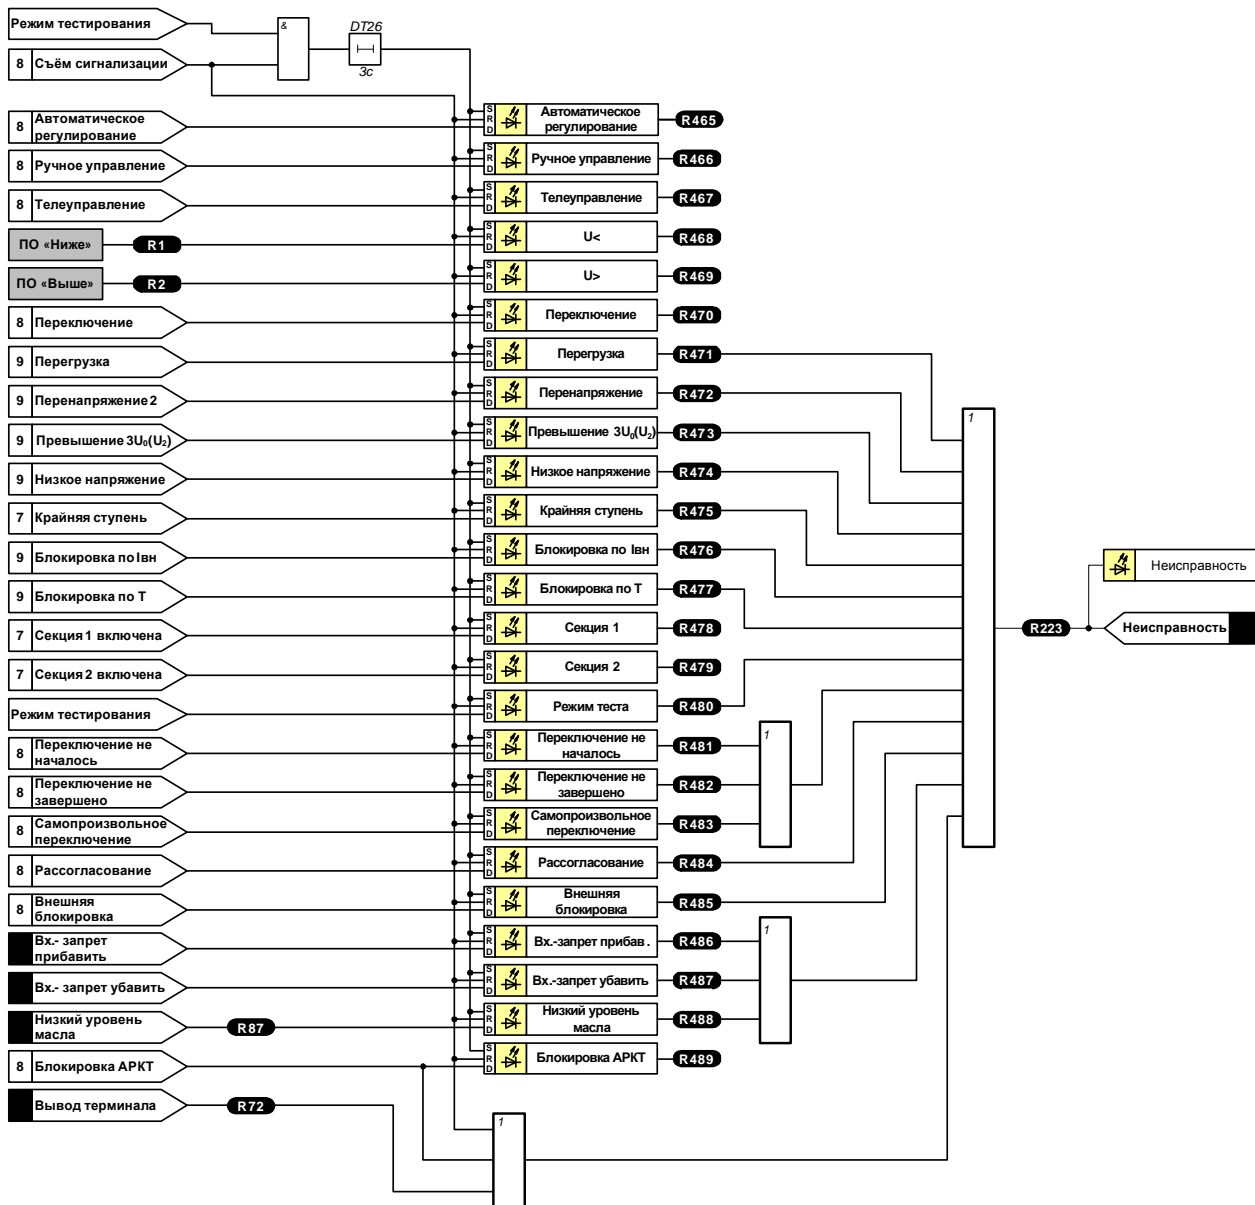 Режим тестирования
&
DT26
3с
8 Съём сигнализации
8 Автоматическое
регулирование
S
R
D
Автоматическое
регулирование
R465
8 Ручное управление
S
R
D
Ручное управление
R466
8 Телеуправление
S
R
D
Телеуправление
R467
ПО «Ниже»
R1
S
R
D
U<
R468
ПО «Выше»
R2
S
R
D
U>
R469
8 Переключение
S
R
D
Переключение
R470
9 Перегрузка
S
R
D
Перегрузка
R471
9 Перенапряжение 2
S
R
D
Перенапряжение
R472
1
9 Превышение 3U₀(U₂)
S
R
D
Превышение 3U₀(U₂)
R473
9 Низкое напряжение
S
R
D
Низкое напряжение
R474
7 Крайняя ступень
S
R
D
Крайняя ступень
R475
9 Блокировка по Iвн
S
R
D
Блокировка по Iвн
R476
Неисправность
9 Блокировка по Т
S
R
D
Блокировка по Т
R477
7 Секция 1 включена
S
R
D
Секция 1
R478
R223
Неисправность
7 Секция 2 включена
S
R
D
Секция 2
R479
Режим тестирования
S
R
D
Режим теста
R480
8 Переключение не
началось
S
R
D
Переключение не
началось
R481
1
8 Переключение не
завершено
S
R
D
Переключение не
завершено
R482
8 Самопроизвольное
переключение
S
R
D
Самопроизвольное
переключение
R483
8 Рассогласование
S
R
D
Рассогласование
R484
8 Внешняя
блокировка
S
R
D
Внешняя
блокировка
R485
Вх.- запрет
прибавить
S
R
D
Вх.-запрет прибав.
R486
1
Вх.- запрет убавить
S
R
D
Вх.-запрет убавить
R487
Низкий уровень
масла
R87
S
R
D
Низкий уровень
масла
R488
8 Блокировка АРКТ
S
R
D
Блокировка АРКТ
R489
Вывод терминала
R72
1